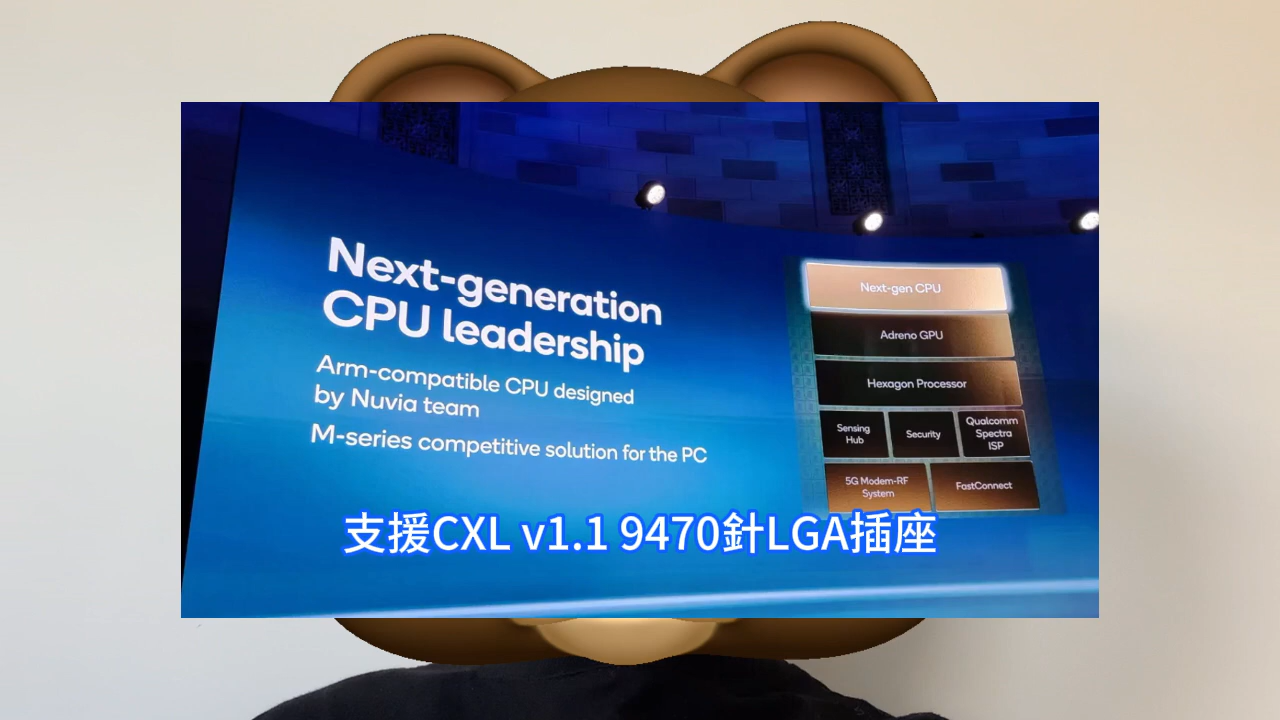 Next-generation
CPU leadership
Arm-compatible CPU designed
by Nuvia team
M-series competitive solution for the PC
Next-gen CPU
Adreno GPU
Hexagon Processor
Sensing
Hub
Security
Qualcomm
Spectra
ISP
5G Modem-RF
System
FastConnect
支援CXL v1.1 9470針LGA插座